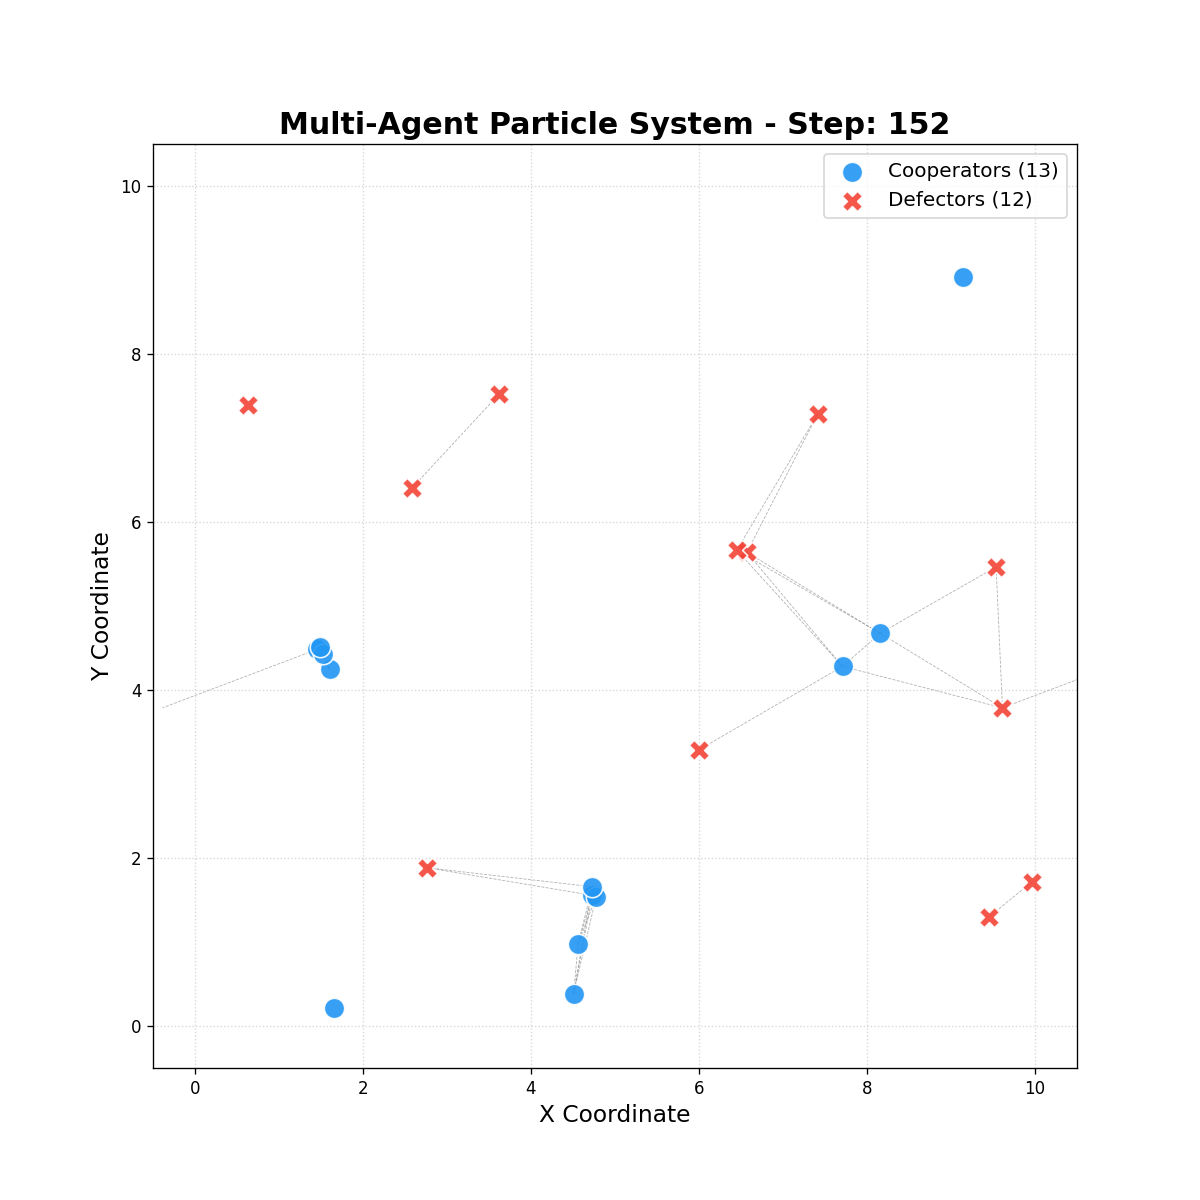 Multi-Agent Particle System - Step: 152
Cooperators (13)
Defectors (12)
10
8
6
4
2
0
Y Coordinate
0 2 4 6 8 10
X Coordinate